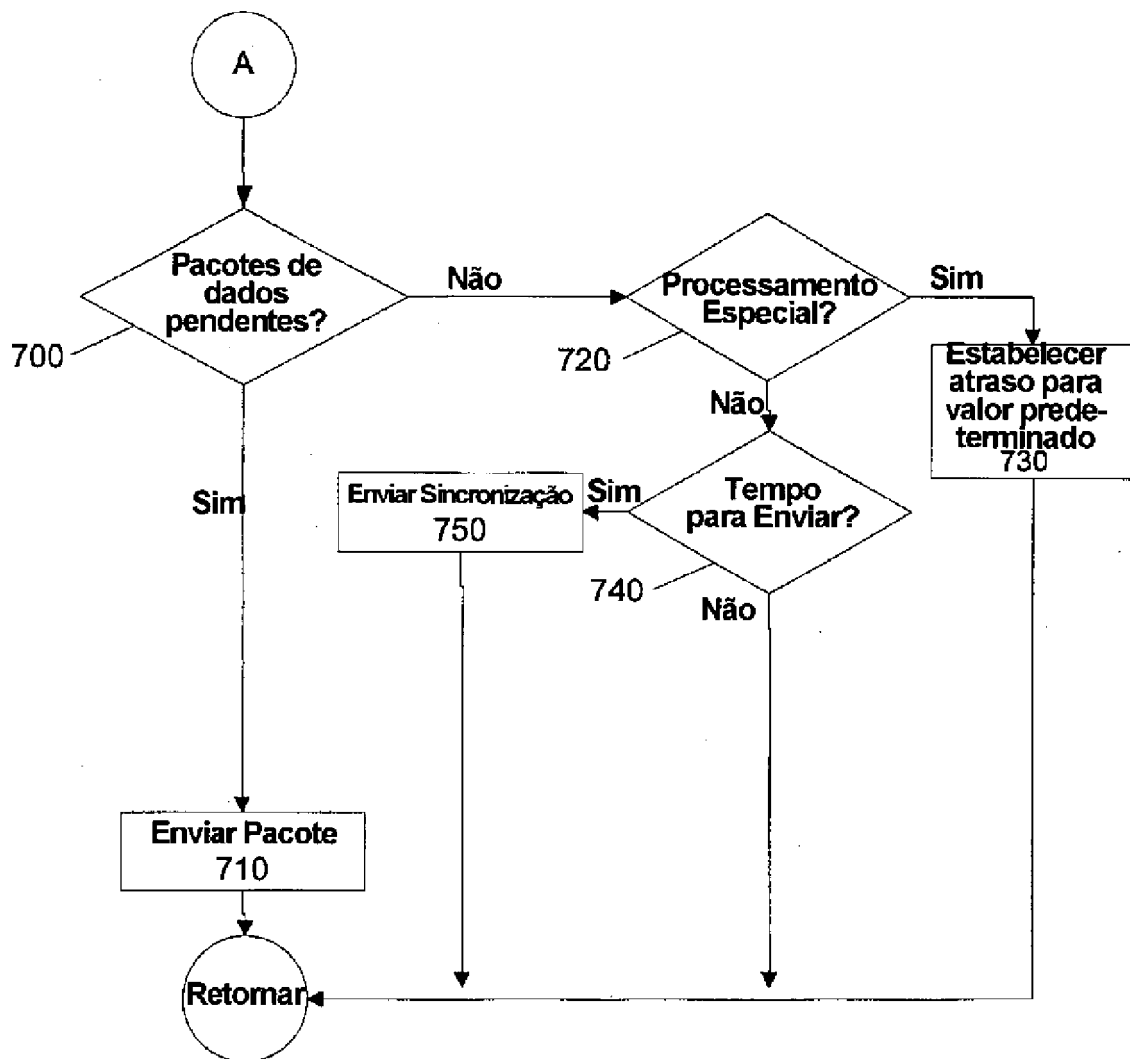 A
Pacotes de
dados
pendentes?
700
Não
Processamento
Especial?
720
Sim
Estabelecer
atraso para
valor prede-
terminado
730
Não
Sim
Enviar Sincronização
750
Sim
Tempo
para Enviar?
740
Não
Enviar Pacote
710
Retornar